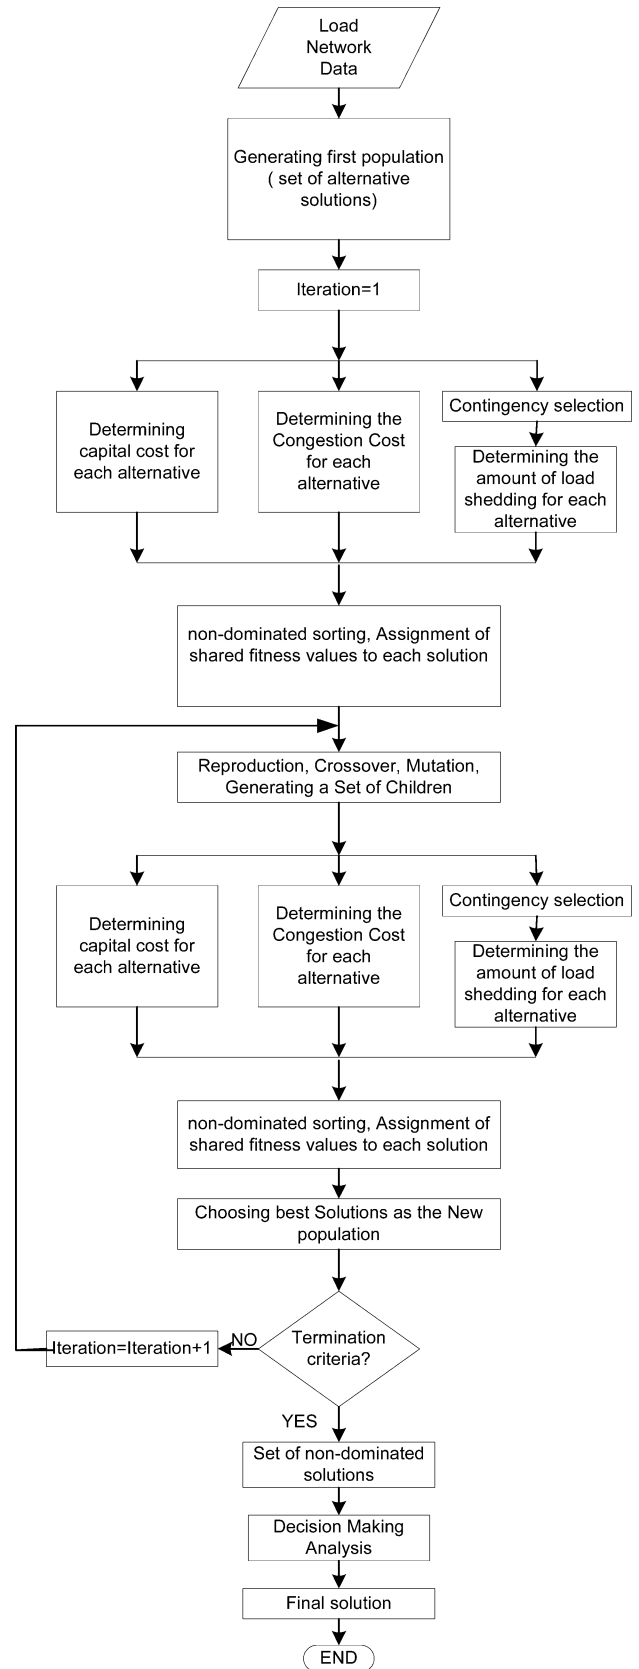 Load
Network
Data
Generating first population
( set of alternative
solutions)
Iteration=1
Determining
capital cost for
each alternative
Determining the
Congestion Cost
for each
alternative
Contingency selection
Determining the
amount of load
shedding for each
alternative
non-dominated sorting, Assignment of
shared fitness values to each solution
Reproduction, Crossover, Mutation,
Generating a Set of Children
Determining
capital cost for
each alternative
Determining the
Congestion Cost
for each
alternative
Contingency selection
Determining the
amount of load
shedding for each
alternative
non-dominated sorting, Assignment of
shared fitness values to each solution
Choosing best Solutions as the New
population
Termination
criteria?
NO
Iteration=Iteration+1
YES
Set of non-dominated
solutions
Decision Making
Analysis
Final solution
END